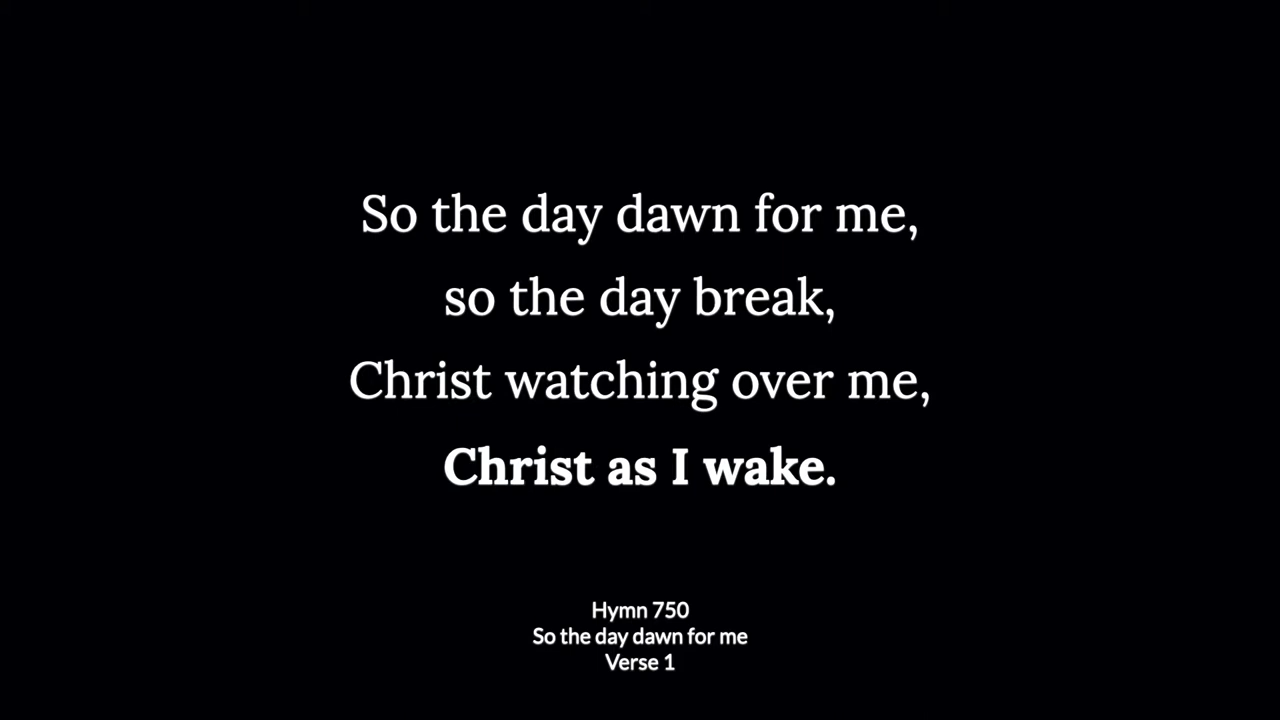 So the day dawn for me,
so the day break,
Christ watching over me,
Christ as I wake.
Hymn 750
So the day dawn for me
Verse 1